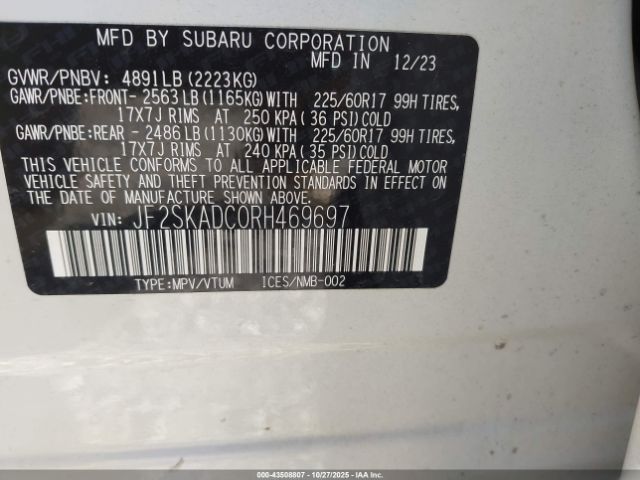 MFD BY SUBARU CORPORATION
MFD IN 12/23
GVWR/PNBV: 4891LB (2223KG)
GAWR/PNBE:FRONT- 2563 LB (1165KG) WITH 225/60R17 99H TIRES,
17X7J RIMS AT 250 KPA ( 36 PSI) COLD
GAWR/PNBE:REAR - 2486 LB (1130KG) WITH 225/60R17 99H TIRES,
17X7J RIMS AT 240 KPA ( 35 PSI) COLD
THIS VEHICLE CONFORMS TO ALL APPLICABLE FEDERAL MOTOR
VEHICLE SAFETY AND THEFT PREVENTION STANDARDS IN EFFECT ON
THE DATE OF MANUFACTURE SHOWN ABOVE.
VIN: JF2SKADC0RH469697
TYPE:MPV/VTUM ICES/NMB-002
000-43508807 | 10/27/2025 | Copyright © IAA, Inc.